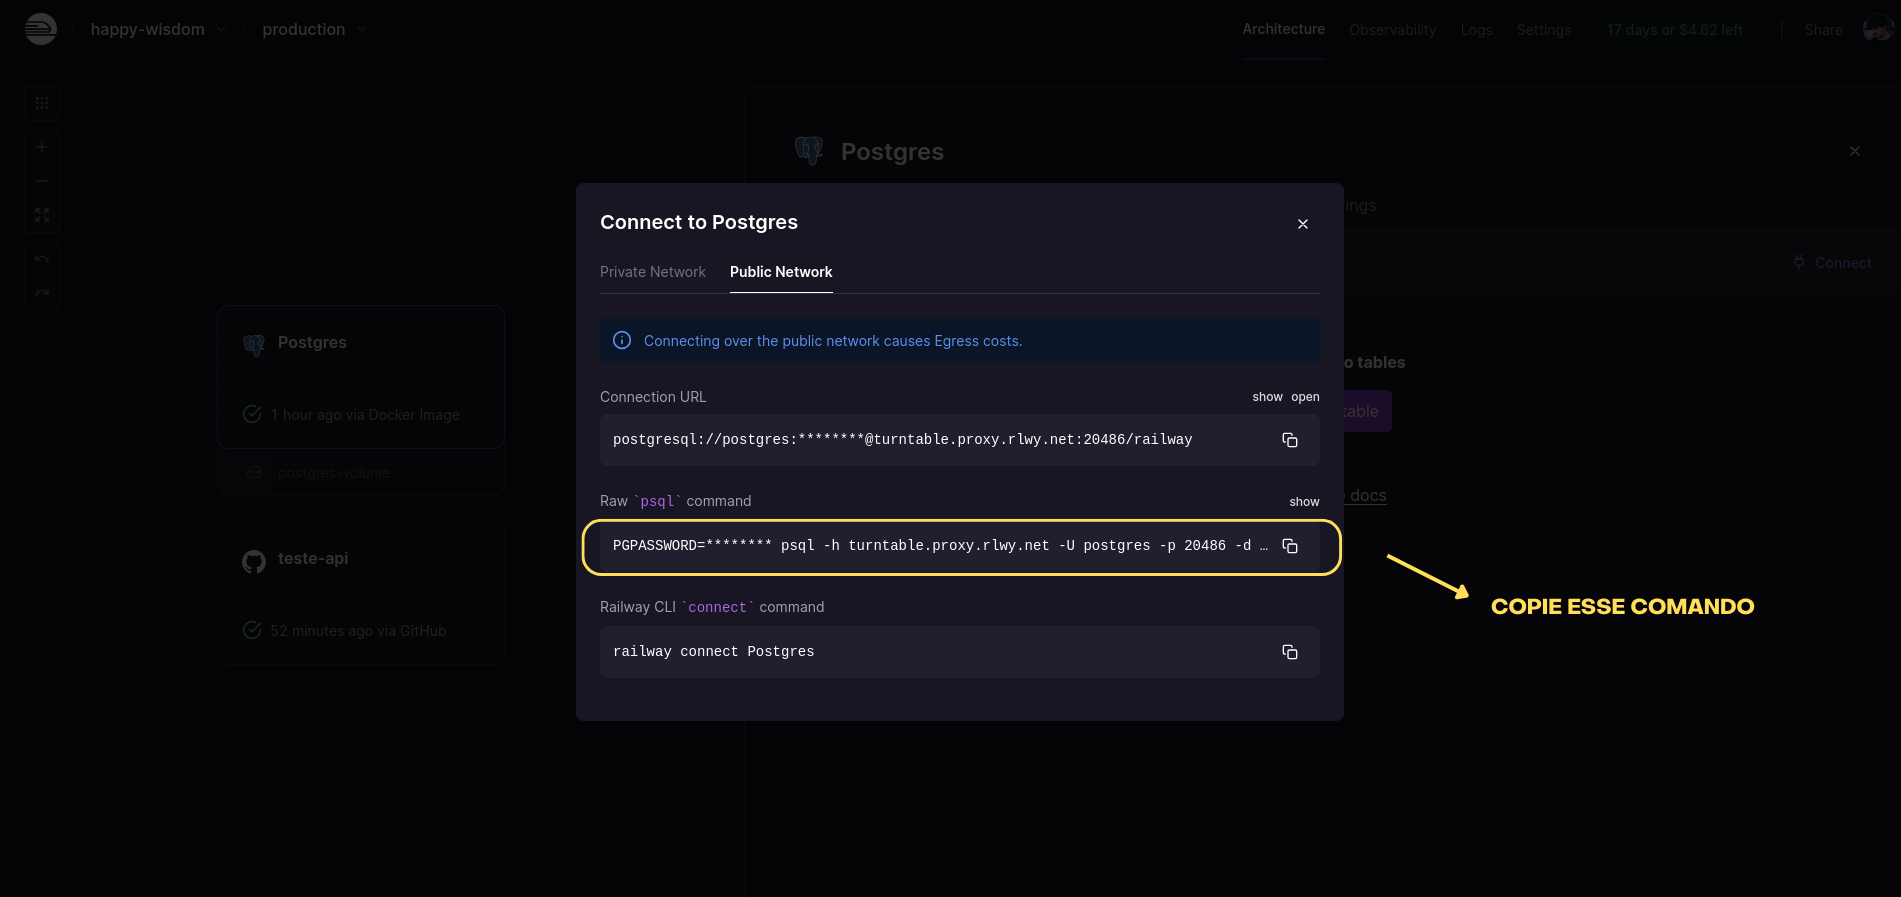 / happy-wisdom / production
Architecture Observability Logs Settings 17 days or $4.62 left Share
Postgres
Connect to Postgres
Private Network Public Network
Connect
Connecting over the public network causes Egress costs.
Postgres
1 hour ago via Docker Image
postgres-volume
tables
table
Connection URL show open
postgresql://postgres:********@turntable.proxy.rlwy.net:20486/railway
docs
Raw `psql` command show
PGPASSWORD=******** psql -h turntable.proxy.rlwy.net -U postgres -p 20486 -d …
teste-api
52 minutes ago via GitHub
Railway CLI `connect` command
railway connect Postgres
COPIE ESSE COMANDO